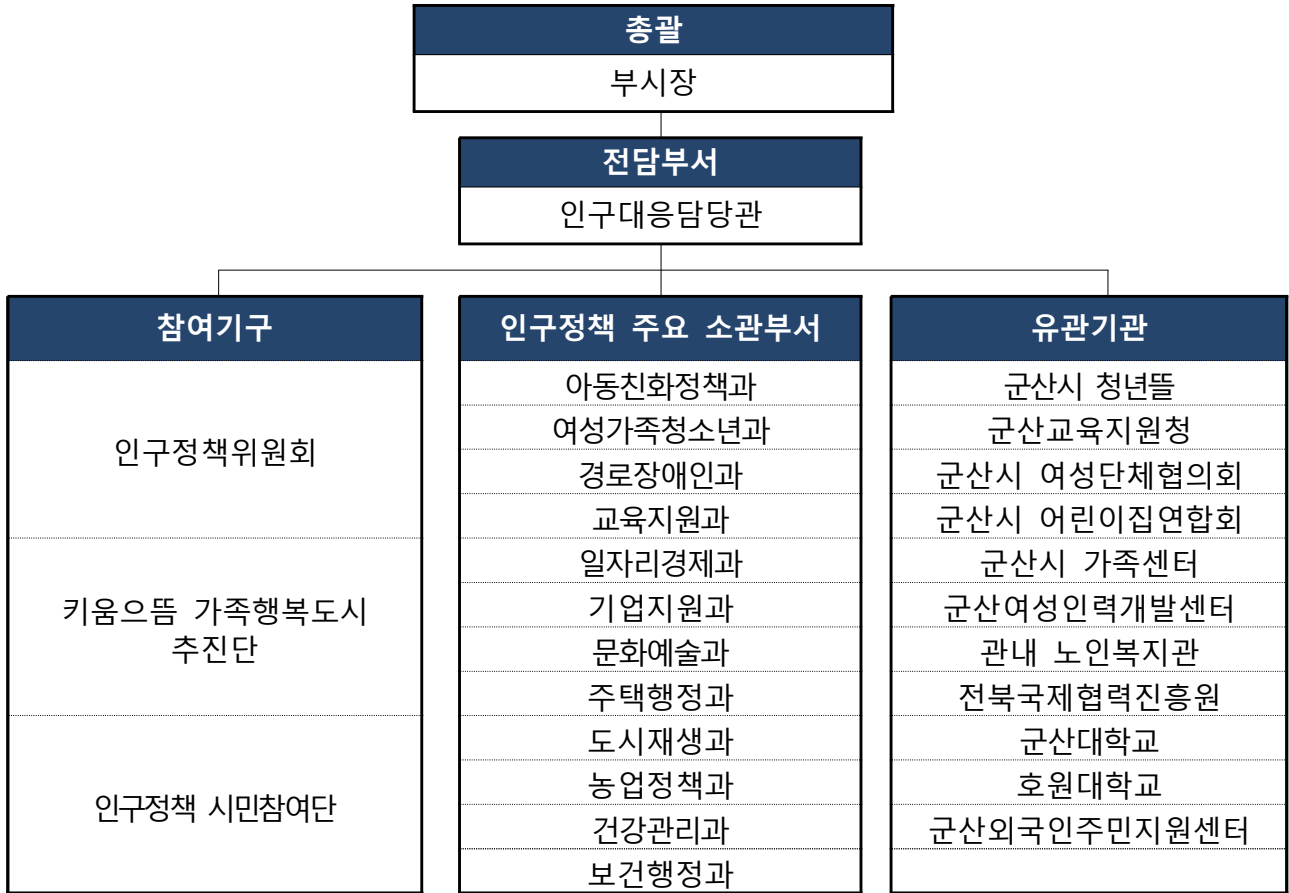 총괄
부시장
전담부서
인구대응담당관
참여기구
인구정책위원회
키움으뜸 가족행복도시
추진단
인구정책 시민참여단
인구정책 주요 소관부서
아동친화정책과
여성가족청소년과
경로장애인과
교육지원과
일자리경제과
기업지원과
문화예술과
주택행정과
도시재생과
농업정책과
건강관리과
보건행정과
유관기관
군산시 청년뜰
군산교육지원청
군산시 여성단체협의회
군산시 어린이집연합회
군산시 가족센터
군산여성인력개발센터
관내 노인복지관
전북국제협력진흥원
군산대학교
호원대학교
군산외국인주민지원센터